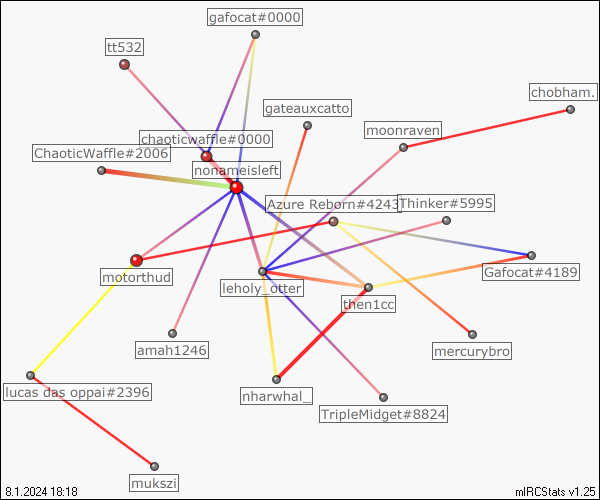 gafocat#0000
tt532
chobham.
gateauxcatto
moonraven
chaoticwaffle#0000
ChaoticWaffle#2006
nonameisleft
Azure Reborn#4243
Thinker#5995
motorthud
leholy_otter
Gafocat#4189
then1cc
amah1246
mercurybro
lucas das oppai#2396
nharwhal_
TripleMidget#8824
mukszi
8.1.2024 18:18
mIRCStats v1.25